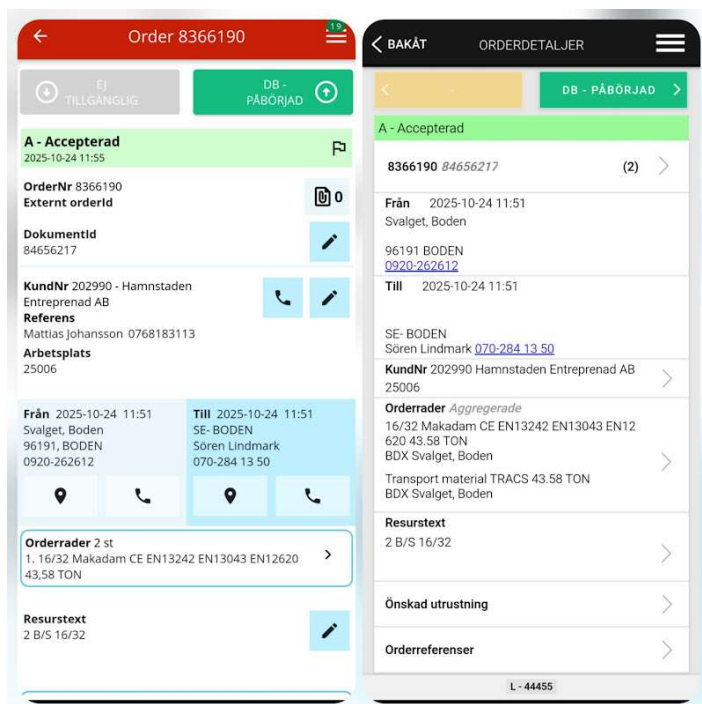 Order 8366190
19
EJ
TILLGÄNGLIG
DB -
PÅBÖRJAD
A - Accepterad
2025-10-24 11:55
OrderNr 8366190
Externt orderId
0
DokumentId
84656217
KundNr 202990 - Hamnstaden
Entreprenad AB
Referens
Mattias Johansson 0768183113
Arbetsplats
25006
Från 2025-10-24 11:51
Svalget, Boden
96191, BODEN
0920-262612
Till 2025-10-24 11:51
SE- BODEN
Sören Lindmark
070-284 13 50
Orderrader 2 st
1. 16/32 Makadam CE EN13242 EN13043 EN12620
43,58 TON
Resurstext
2 B/S 16/32
BAKÅT
ORDERDETALJER
-
DB - PÅBÖRJAD
A - Accepterad
8366190 84656217 (2)
Från 2025-10-24 11:51
Svalget, Boden
96191 BODEN
0920-262612
Till 2025-10-24 11:51
SE- BODEN
Sören Lindmark 070-284 13 50
KundNr 202990 Hamnstaden Entreprenad AB
25006
Orderrader Aggregerade
16/32 Makadam CE EN13242 EN13043 EN12
620 43.58 TON
BDX Svalget, Boden
Transport material TRACS 43.58 TON
BDX Svalget, Boden
Resurstext
2 B/S 16/32
Önskad utrustning
Orderreferenser
L - 44455